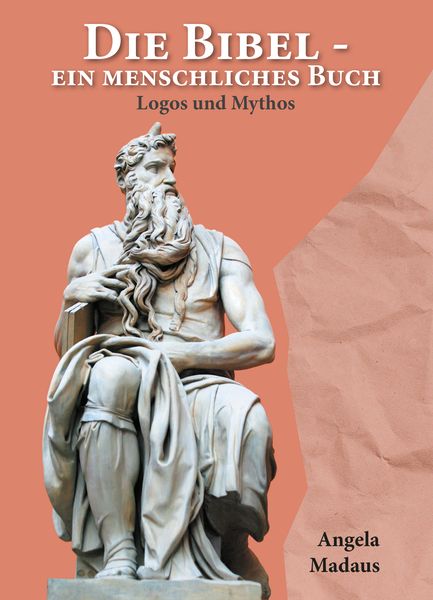 Die Bibel -
ein menschliches Buch
Logos und Mythos
Angela
Madaus